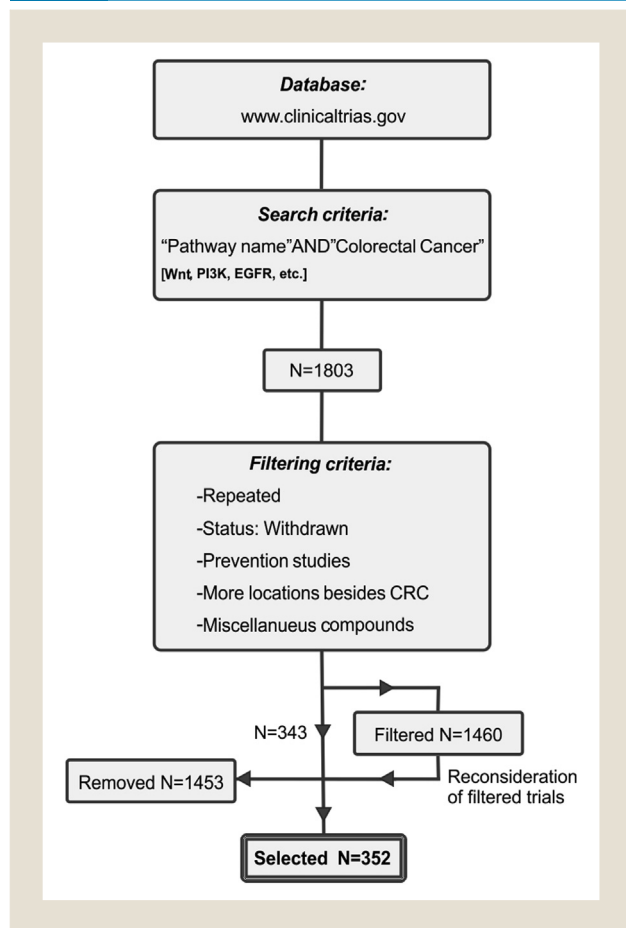 Database:
www.clinicaltrias.gov
Search criteria:
“Pathway name”AND”Colorectal Cancer”
[Wnt, PI3K, EGFR, etc.]
N=1803
Filtering criteria:
-Repeated
-Status: Withdrawn
-Prevention studies
-More locations besides CRC
-Miscellanueus compounds
N=343
Filtered N=1460
Removed N=1453
Reconsideration
of filtered trials
Selected N=352